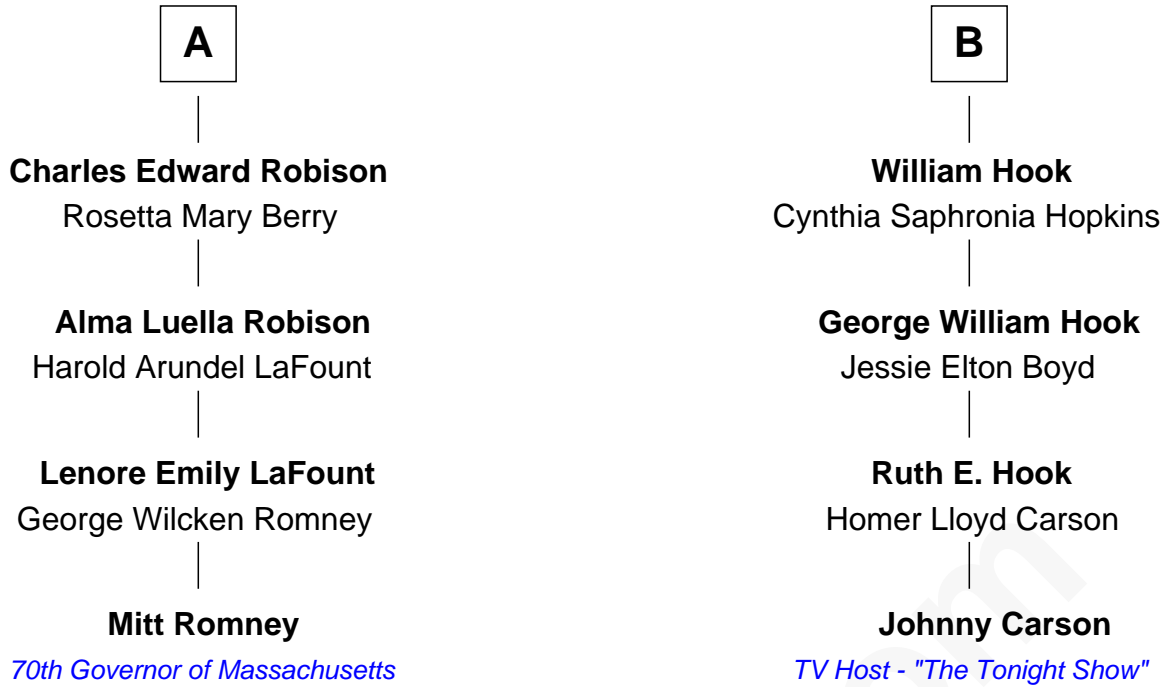 A
Charles Edward Robison
Rosetta Mary Berry
Alma Luella Robison
Harold Arundel LaFount
Lenore Emily LaFount
George Wilcken Romney
Mitt Romney
70th Governor of Massachusetts
B
William Hook
Cynthia Saphronia Hopkins
George William Hook
Jessie Elton Boyd
Ruth E. Hook
Homer Lloyd Carson
Johnny Carson
TV Host - "The Tonight Show"